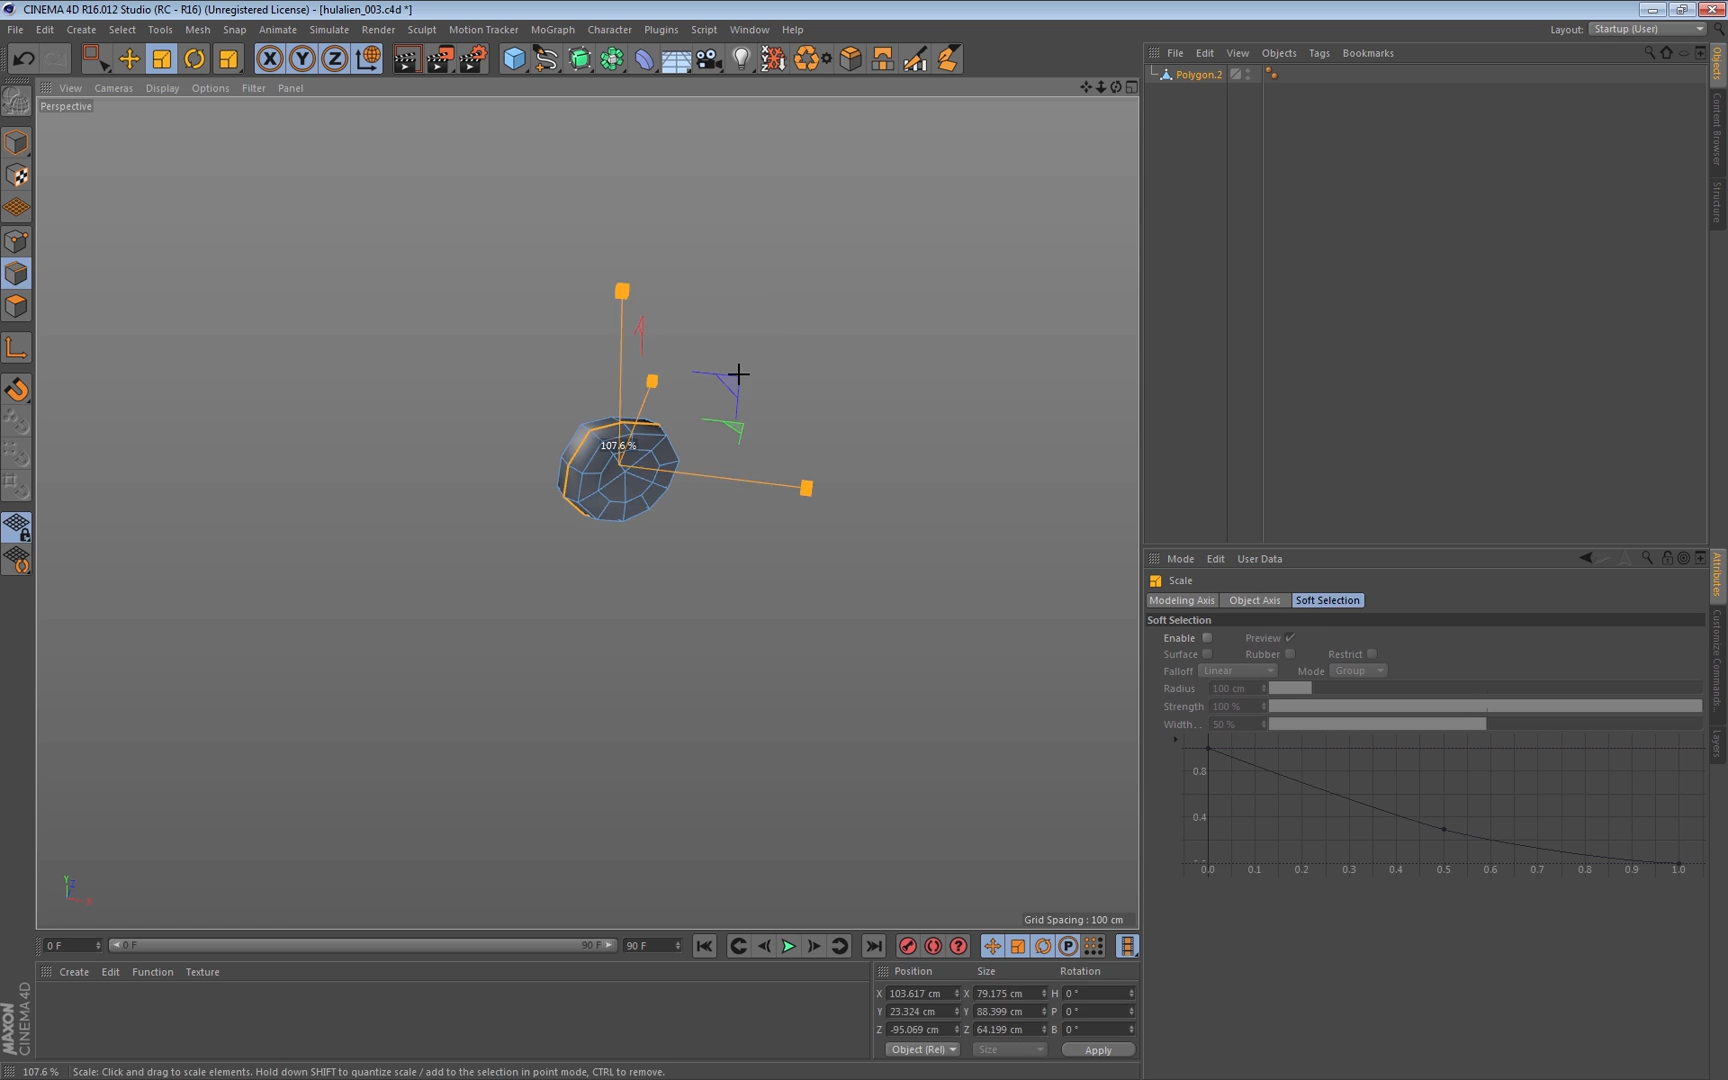 CINEMA 4D R16.012 Studio (RC - R16) (Unregistered License) - [hulalien_003.c4d *]
File Edit Create Select Tools Mesh Snap Animate Simulate Render Sculpt Motion Tracker MoGraph Character Plugins Script Window Help
Layout: Startup (User)
X Y Z
File Edit View Objects Tags Bookmarks
View Cameras Display Options Filter Panel
Perspective
Polygon.2
Objects
Content Browser
Structure
107.6 %
Mode Edit User Data
Scale
Modeling Axis Object Axis Soft Selection
Soft Selection
Enable Preview
Surface Rubber Restrict
Falloff Linear Mode Group
Radius 100 cm
Strength 100 %
Width.. 50 %
0.8
0.4
0.0 0.1 0.2 0.3 0.4 0.5 0.6 0.7 0.8 0.9 1.0
Attributes
Customize Commands...
Layers
Y Z X
Grid Spacing : 100 cm
0 F 0 F 90 F 90 F
P
Create Edit Function Texture
Position Size Rotation
X 103.617 cm X 79.175 cm H 0 °
Y 23.324 cm Y 88.399 cm P 0 °
Z -95.069 cm Z 64.199 cm B 0 °
Object (Rel) Size Apply
MAXON
CINEMA 4D
107.6 % Scale: Click and drag to scale elements. Hold down SHIFT to quantize scale / add to the selection in point mode, CTRL to remove.